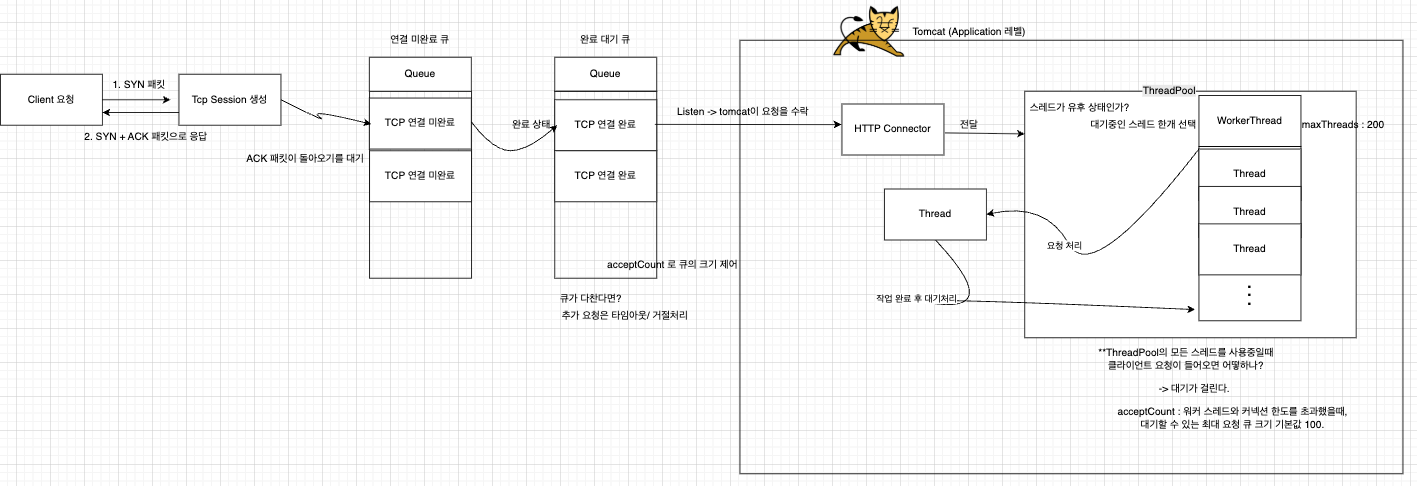 Tomcat (Application 레벨)
연결 미완료 큐
완료 대기 큐
Queue
Queue
Client 요청
1. SYN 패킷
2. SYN + ACK 패킷으로 응답
Tcp Session 생성
TCP 연결 미완료
ACK 패킷이 돌아오기를 대기
TCP 연결 미완료
완료 상태
TCP 연결 완료
TCP 연결 완료
acceptCount 로 큐의 크기 제어
큐가 다찬다면?
추가 요청은 타임아웃/ 거절처리
Listen -> tomcat이 요청을 수락
HTTP Connector
전달
ThreadPool
스레드가 유후 상태인가?
대기중인 스레드 한개 선택
WorkerThread
maxThreads : 200
Thread
Thread
Thread
Thread
요청 처리
작업 완료 후 대기처리
**ThreadPool의 모든 스레드를 사용중일때
클라이언트 요청이 들어오면 어떻하나?
-> 대기가 걸린다.
acceptCount : 워커 스레드와 커넥션 한도를 초과했을때,
대기할 수 있는 최대 요청 큐 크기 기본값 100.